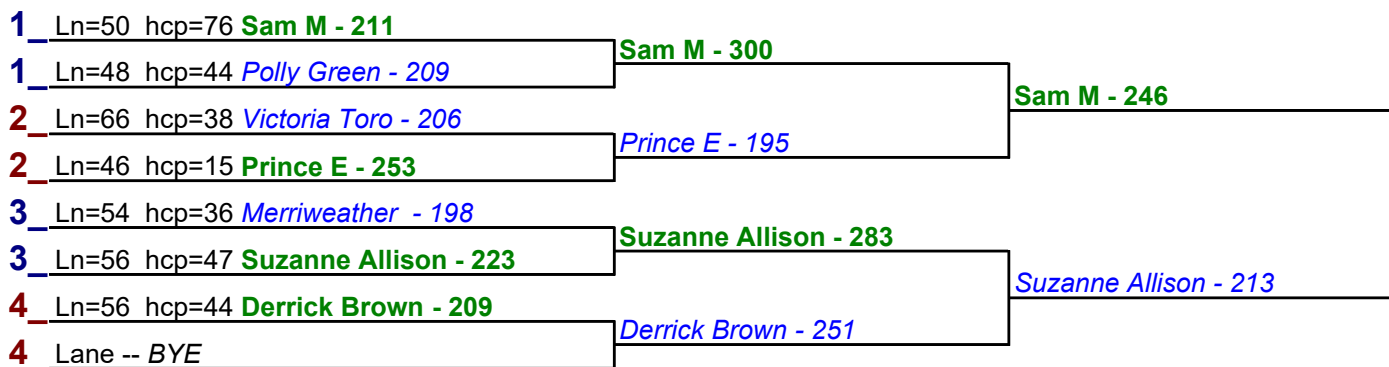 1_ Ln=50 hcp=76 Sam M - 211
Sam M - 300
1_ Ln=48 hcp=44 Polly Green - 209
Sam M - 246
2_ Ln=66 hcp=38 Victoria Toro - 206
Prince E - 195
2_ Ln=46 hcp=15 Prince E - 253
3_ Ln=54 hcp=36 Merriweather - 198
Suzanne Allison - 283
3_ Ln=56 hcp=47 Suzanne Allison - 223
Suzanne Allison - 213
4_ Ln=56 hcp=44 Derrick Brown - 209
Derrick Brown - 251
4 Lane -- BYE